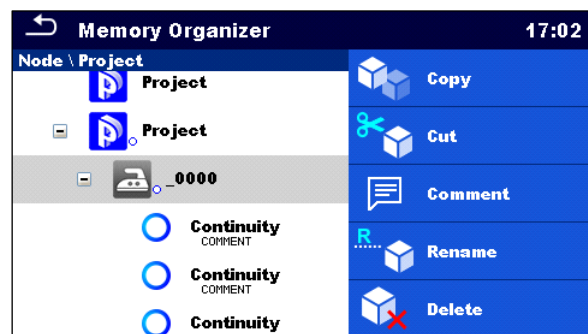 Memory Organizer
17:02
Node \ Project
Project
Project
_0000
Continuity
COMMENT
Continuity
COMMENT
Continuity
Copy
Cut
Comment
R
Rename
Delete